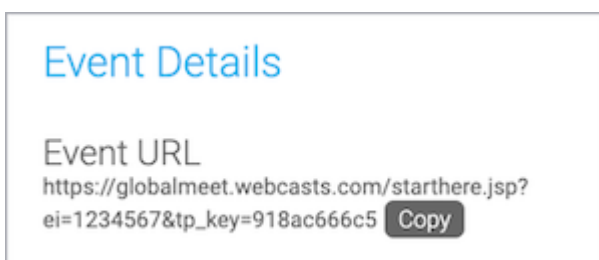 Event Details
Event URL
https://globalmeet.webcasts.com/starthere.jsp?
ei=1234567&tp_key=918ac666c5 Copy